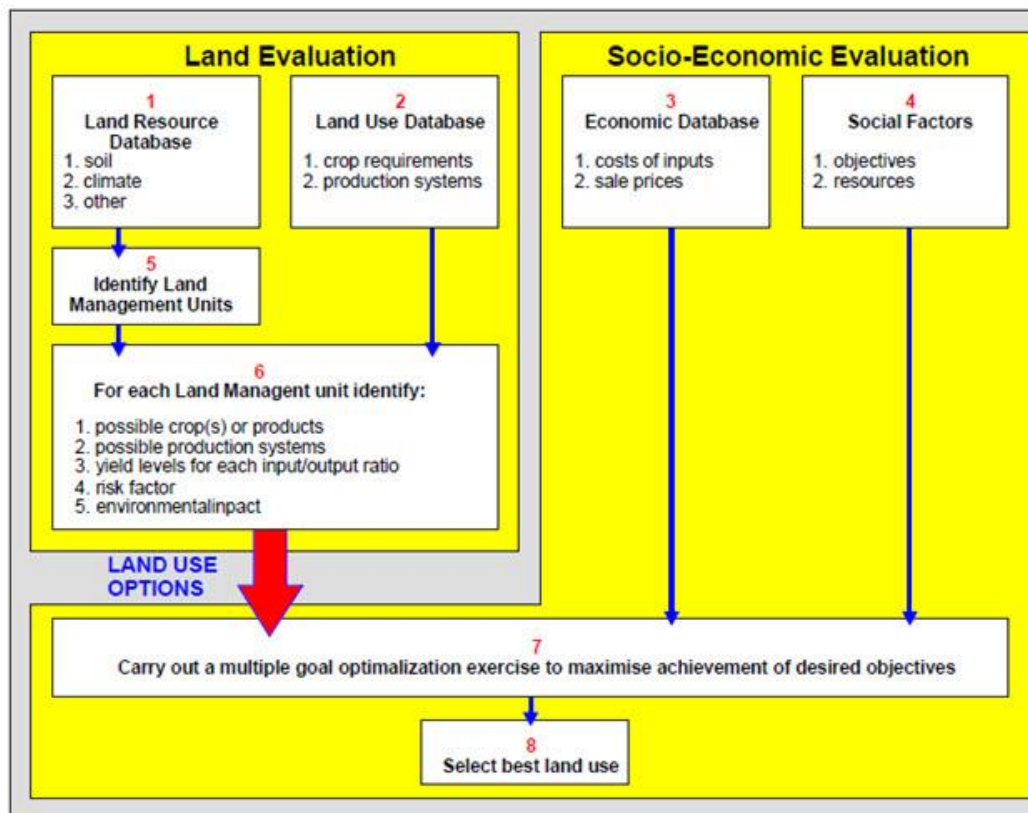 Land Evaluation
1
Land Resource
Database
1. soil
2. climate
3. other
2
Land Use Database
1. crop requirements
2. production systems
5
Identify Land
Management Units
6
For each Land Managent unit identify:
1. possible crop(s) or products
2. possible production systems
3. yield levels for each input/output ratio
4. risk factor
5. environmentalinpact
LAND USE
OPTIONS
Socio-Economic Evaluation
3
Economic Database
1. costs of inputs
2. sale prices
4
Social Factors
1. objectives
2. resources
7
Carry out a multiple goal optimalization exercise to maximise achievement of desired objectives
8
Select best land use